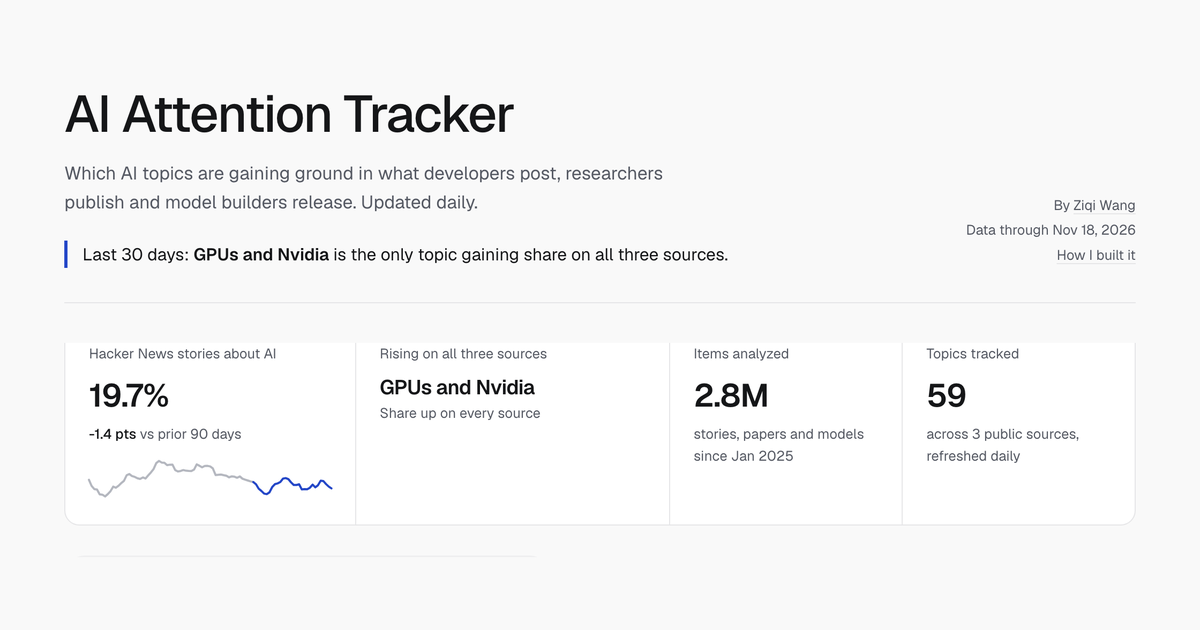 AI Attention Tracker
Which AI topics are gaining ground in what developers post, researchers
publish and model builders release. Updated daily.
Last 30 days: GPUs and Nvidia is the only topic gaining share on all three sources.
By Ziqi Wang
Data through Nov 18, 2026
How I built it
Hacker News stories about AI
19.7%
-1.4 pts vs prior 90 days
Rising on all three sources
GPUs and Nvidia
Share up on every source
Items analyzed
2.8M
stories, papers and models
since Jan 2025
Topics tracked
59
across 3 public sources,
refreshed daily